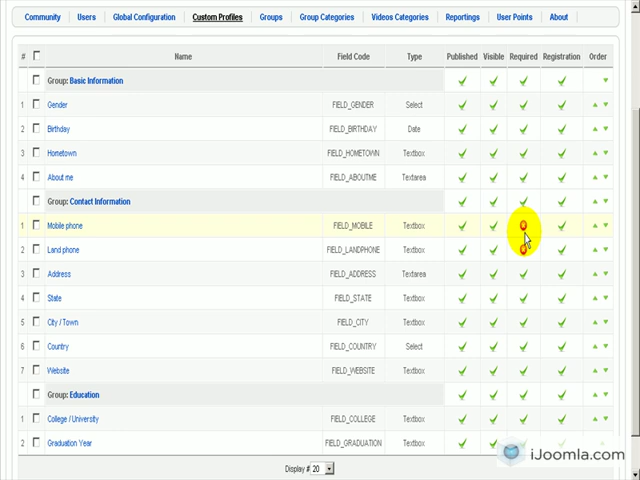 Community Users Global Configuration Custom Profiles Groups Group Categories Videos Categories Reportings User Points About
# Name Field Code Type Published Visible Required Registration Order
Group: Basic Information
1 Gender FIELD_GENDER Select
2 Birthday FIELD_BIRTHDAY Date
3 Hometown FIELD_HOMETOWN Textbox
4 About me FIELD_ABOUTME Textarea
Group: Contact Information
1 Mobile phone FIELD_MOBILE Textbox
2 Land phone FIELD_LANDPHONE Textbox
3 Address FIELD_ADDRESS Textarea
4 State FIELD_STATE Textbox
5 City / Town FIELD_CITY Textbox
6 Country FIELD_COUNTRY Select
7 Website FIELD_WEBSITE Textbox
Group: Education
1 College / University FIELD_COLLEGE Textbox
2 Graduation Year FIELD_GRADUATION Textbox
iJoomla.com
Display # 20